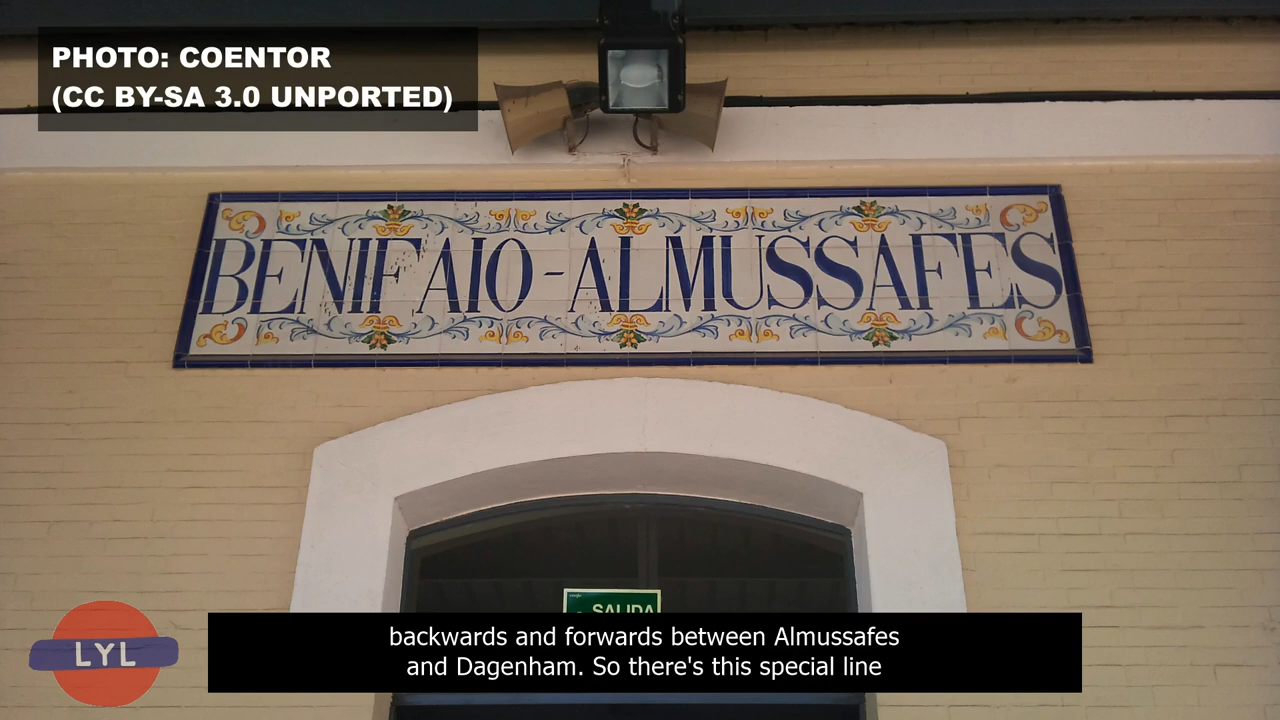 PHOTO: COENTOR
(CC BY-SA 3.0 UNPORTED)
BENIFAIO-ALMUSSAFES
SALIDA
LYL
backwards and forwards between Almussafes
and Dagenham. So there's this special line